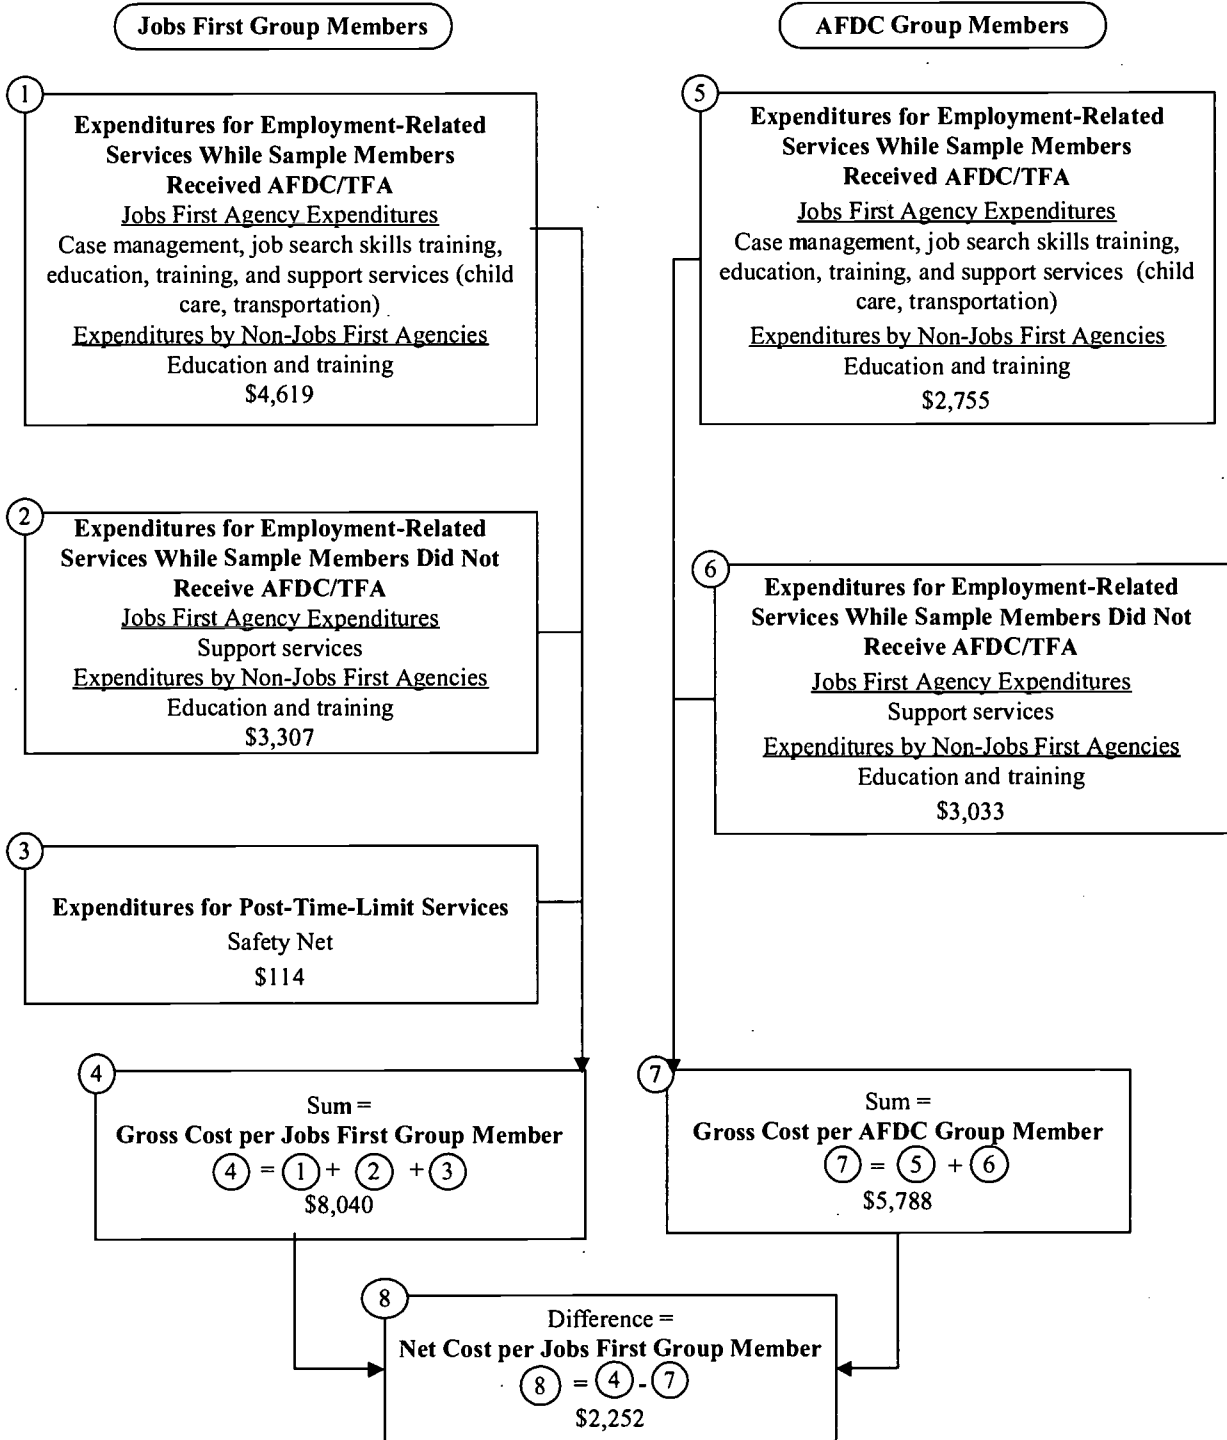 Jobs First Group Members
AFDC Group Members
1
Expenditures for Employment-Related
Services While Sample Members
Received AFDC/TFA
Jobs First Agency Expenditures
Case management, job search skills training,
education, training, and support services (child
care, transportation)
Expenditures by Non-Jobs First Agencies
Education and training
$4,619
5
Expenditures for Employment-Related
Services While Sample Members
Received AFDC/TFA
Jobs First Agency Expenditures
Case management, job search skills training,
education, training, and support services (child
care, transportation)
Expenditures by Non-Jobs First Agencies
Education and training
$2,755
2
Expenditures for Employment-Related
Services While Sample Members Did Not
Receive AFDC/TFA
Jobs First Agency Expenditures
Support services
Expenditures by Non-Jobs First Agencies
Education and training
$3,307
6
Expenditures for Employment-Related
Services While Sample Members Did Not
Receive AFDC/TFA
Jobs First Agency Expenditures
Support services
Expenditures by Non-Jobs First Agencies
Education and training
$3,033
3
Expenditures for Post-Time-Limit Services
Safety Net
$114
4
Sum =
Gross Cost per Jobs First Group Member
4 = 1 + 2 + 3
$8,040
7
Sum =
Gross Cost per AFDC Group Member
7 = 5 + 6
$5,788
8
Difference =
Net Cost per Jobs First Group Member
8 = 4 - 7
$2,252